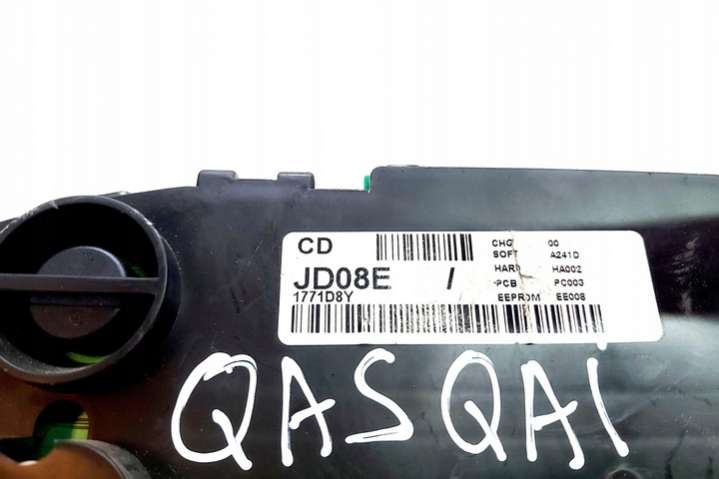 CD CHG 00
SOFT A241D
JD08E / HARD HA002
1771D8Y PCB PC003
EEPROM EE008
QASQAI